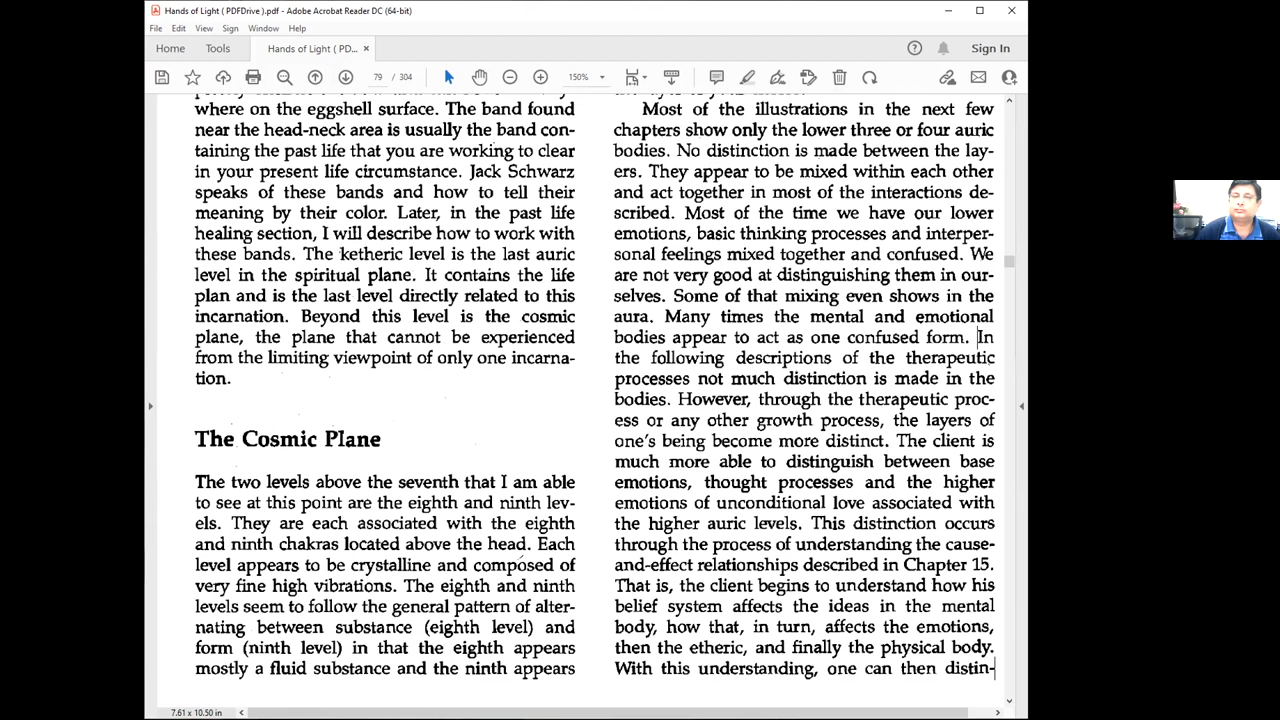 Hands of Light ( PDFDrive ).pdf - Adobe Acrobat Reader DC (64-bit)
File Edit View Sign Window Help
Home Tools Hands of Light ( PD... × Sign In
79 / 304 150%
where on the eggshell surface. The band found
near the head-neck area is usually the band con-
taining the past life that you are working to clear
in your present life circumstance. Jack Schwarz
speaks of these bands and how to tell their
meaning by their color. Later, in the past life
healing section, I will describe how to work with
these bands. The ketheric level is the last auric
level in the spiritual plane. It contains the life
plan and is the last level directly related to this
incarnation. Beyond this level is the cosmic
plane, the plane that cannot be experienced
from the limiting viewpoint of only one incarna-
tion.
The Cosmic Plane
The two levels above the seventh that I am able
to see at this point are the eighth and ninth lev-
els. They are each associated with the eighth
and ninth chakras located above the head. Each
level appears to be crystalline and composed of
very fine high vibrations. The eighth and ninth
levels seem to follow the general pattern of alter-
nating between substance (eighth level) and
form (ninth level) in that the eighth appears
mostly a fluid substance and the ninth appears
Most of the illustrations in the next few
chapters show only the lower three or four auric
bodies. No distinction is made between the lay-
ers. They appear to be mixed within each other
and act together in most of the interactions de-
scribed. Most of the time we have our lower
emotions, basic thinking processes and interper-
sonal feelings mixed together and confused. We
are not very good at distinguishing them in our-
selves. Some of that mixing even shows in the
aura. Many times the mental and emotional
bodies appear to act as one confused form. In
the following descriptions of the therapeutic
processes not much distinction is made in the
bodies. However, through the therapeutic proc-
ess or any other growth process, the layers of
one's being become more distinct. The client is
much more able to distinguish between base
emotions, thought processes and the higher
emotions of unconditional love associated with
the higher auric levels. This distinction occurs
through the process of understanding the cause-
and-effect relationships described in Chapter 15.
That is, the client begins to understand how his
belief system affects the ideas in the mental
body, how that, in turn, affects the emotions,
then the etheric, and finally the physical body.
With this understanding, one can then distin-
7.61 x 10.50 in